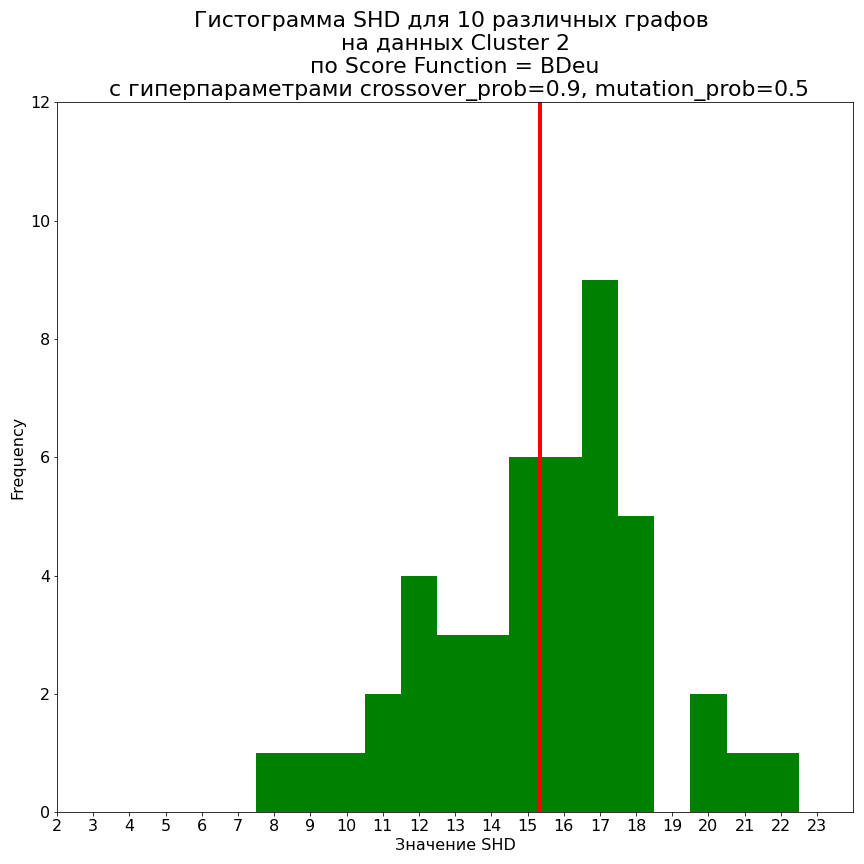 Гистограмма SHD для 10 различных графов
на данных Cluster 2
по Score Function = BDeu
с гиперпараметрами crossover_prob=0.9, mutation_prob=0.5
12
10
8
6
4
2
0
Frequency
2 3 4 5 6 7 8 9 10 11 12 13 14 15 16 17 18 19 20 21 22 23
Значение SHD